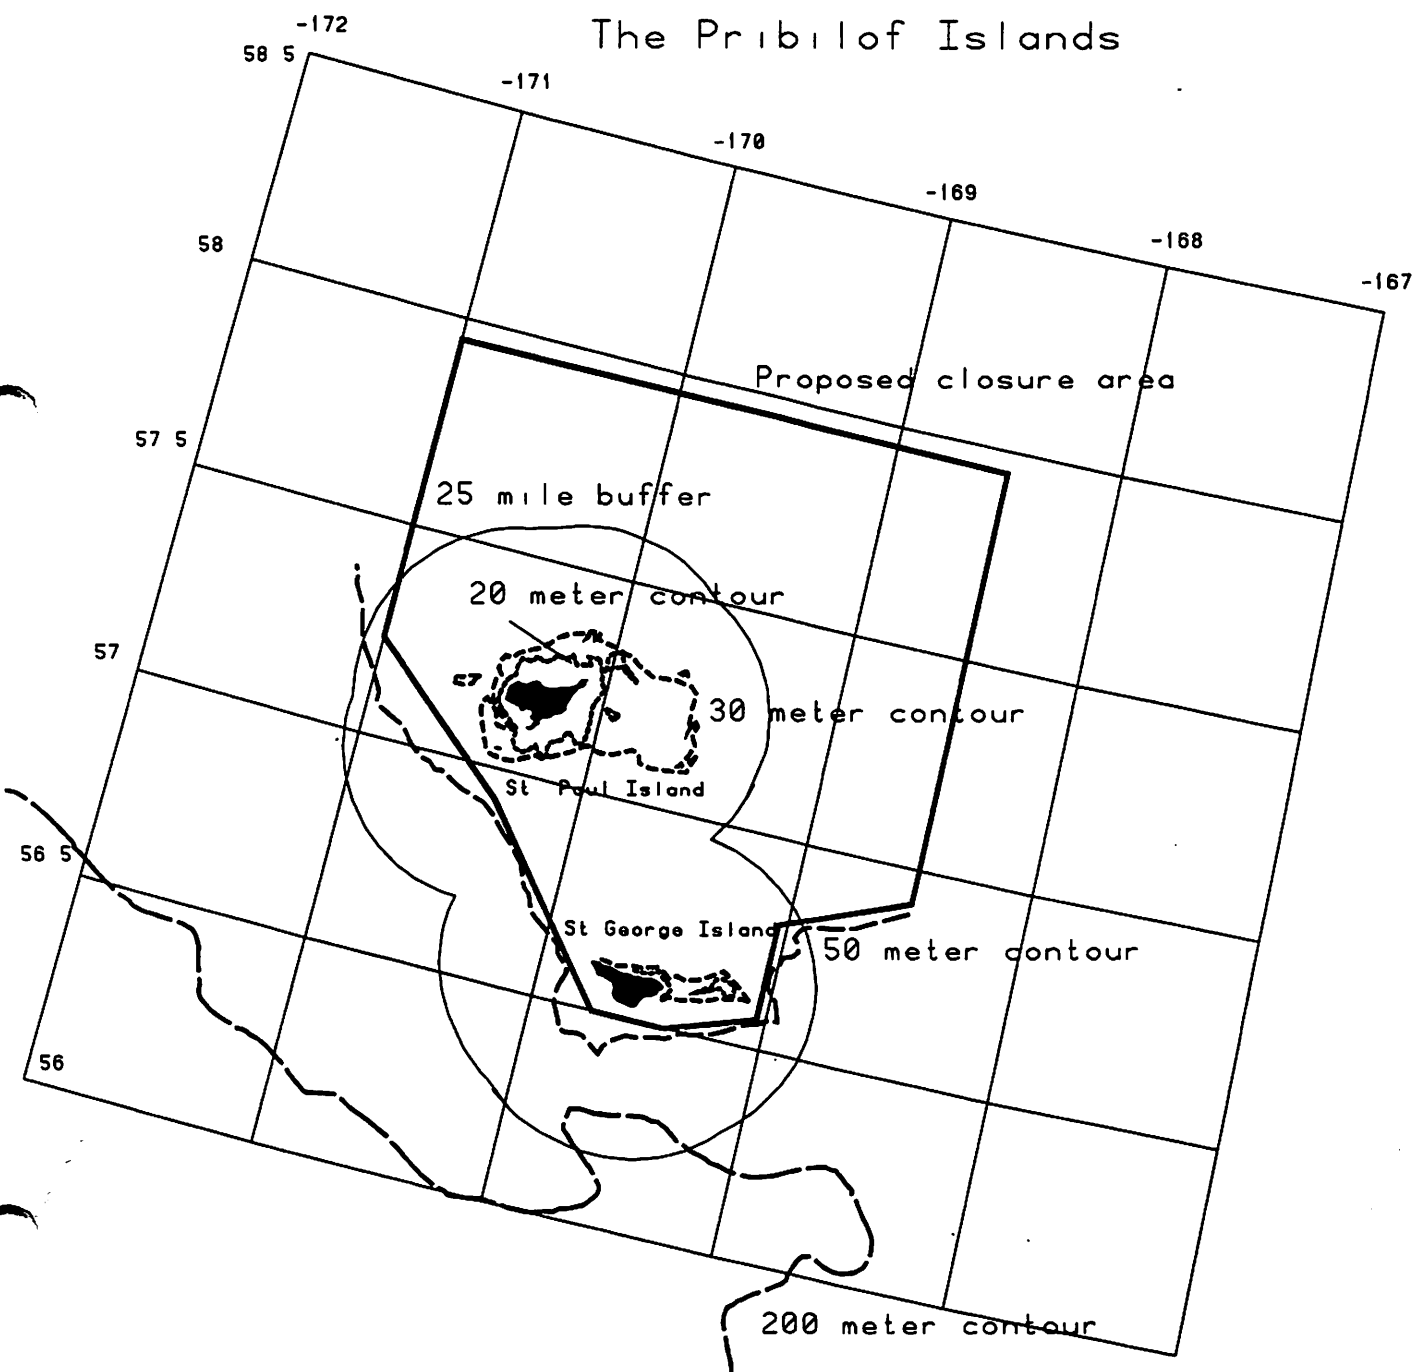 The Pribilof Islands
-172
58 5
-171
-170
-169
-168
-167
58
Proposed closure area
57 5
25 mile buffer
20 meter contour
57
30 meter contour
St Paul Island
56 5
St George Island
50 meter contour
56
200 meter contour